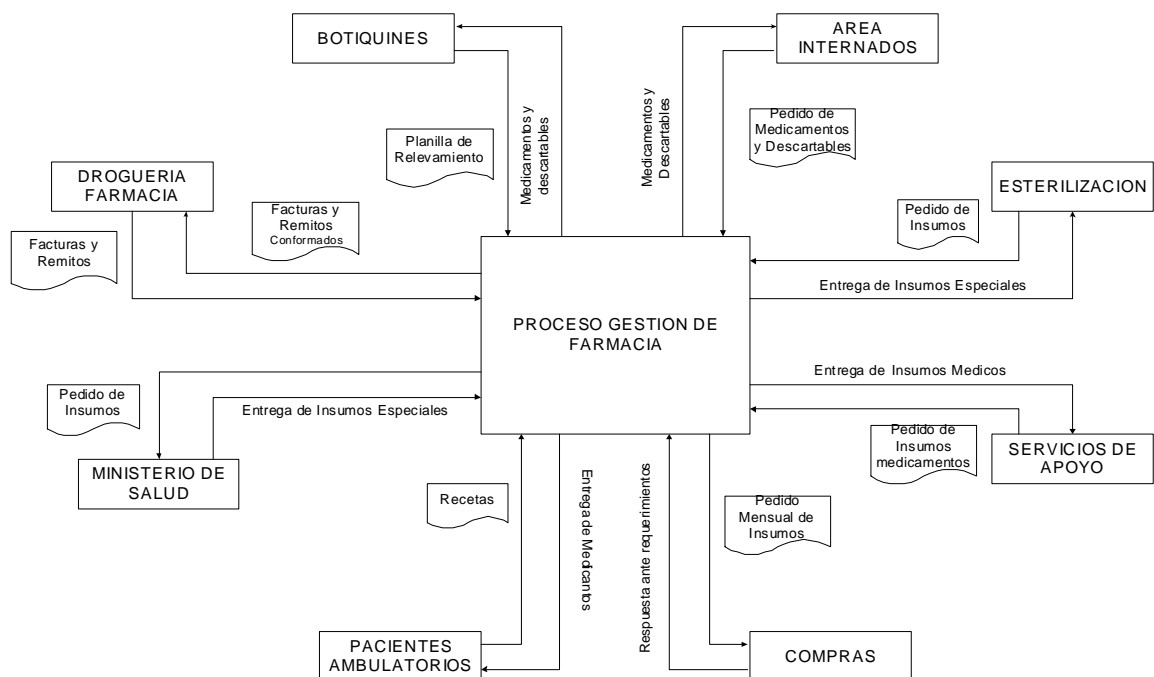 BOTIQUINES
AREA
INTERNADOS
Medicamentos y
descartables
Medicamentos y
Descartables
Planilla de
Relevamiento
Pedido de
Medicamentos
y Descartables
DROGUERIA
FARMACIA
ESTERILIZACION
Facturas y
Remitos
Conformados
Pedido de
Insumos
Facturas y
Remitos
Entrega de Insumos Especiales
PROCESO GESTION DE
FARMACIA
Entrega de Insumos Medicos
Pedido de
Insumos
Entrega de Insumos Especiales
Pedido de
Insumos
medicamentos
SERVICIOS DE
APOYO
MINISTERIO DE
SALUD
Recetas
Entrega de Medicantos
Respuesta ante requerimientos
Pedido
Mensual de
Insumos
PACIENTES
AMBULATORIOS
COMPRAS